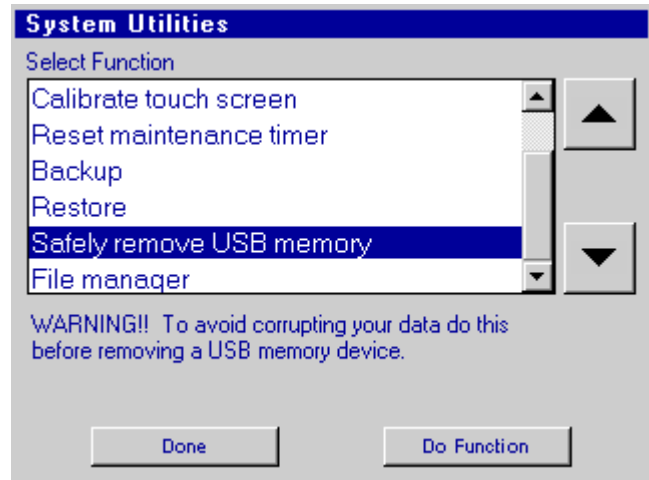 System Utilities
Select Function
Calibrate touch screen
Reset maintenance timer
Backup
Restore
Safely remove USB memory
File manager
WARNING!! To avoid corrupting your data do this
before removing a USB memory device.
Done
Do Function